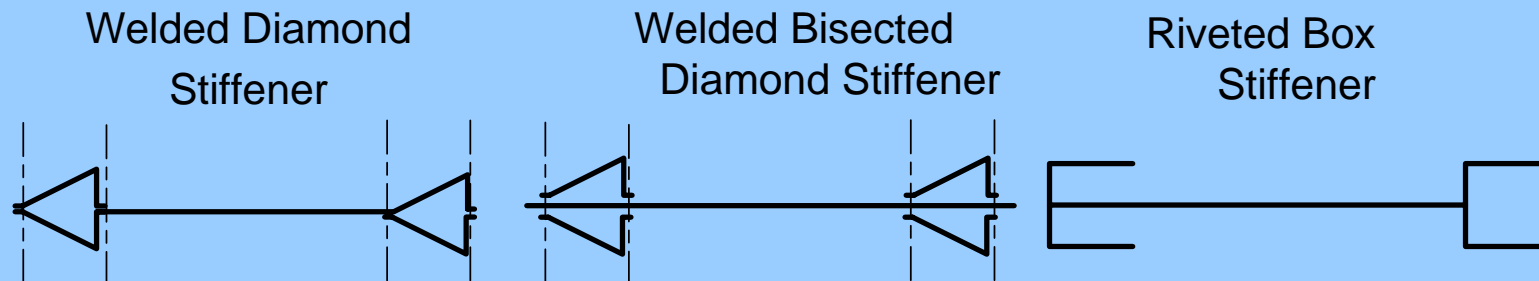 Welded Diamond
Stiffener
Welded Bisected
Diamond Stiffener
Riveted Box
Stiffener